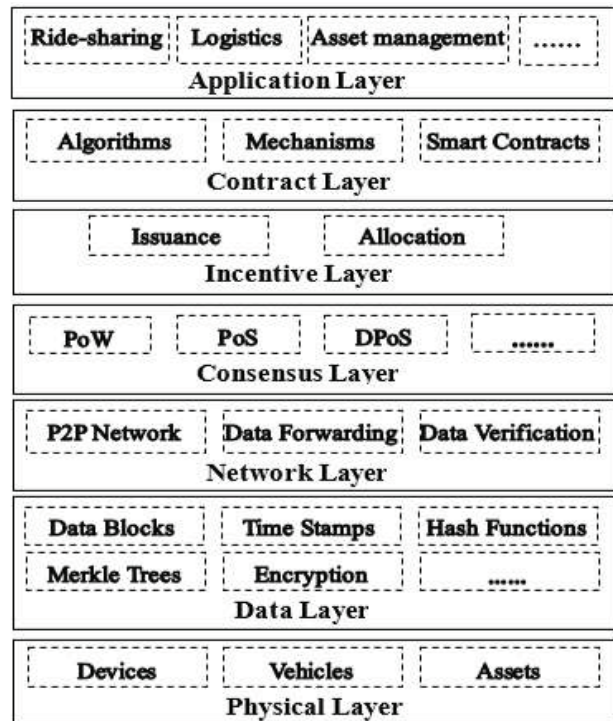 Ride-sharing Logistics Asset management ......
Application Layer
Algorithms Mechanisms Smart Contracts
Contract Layer
Issuance Allocation
Incentive Layer
PoW PoS DPoS ......
Consensus Layer
P2P Network Data Forwarding Data Verification
Network Layer
Data Blocks Time Stamps Hash Functions
Merkle Trees Encryption ......
Data Layer
Devices Vehicles Assets
Physical Layer